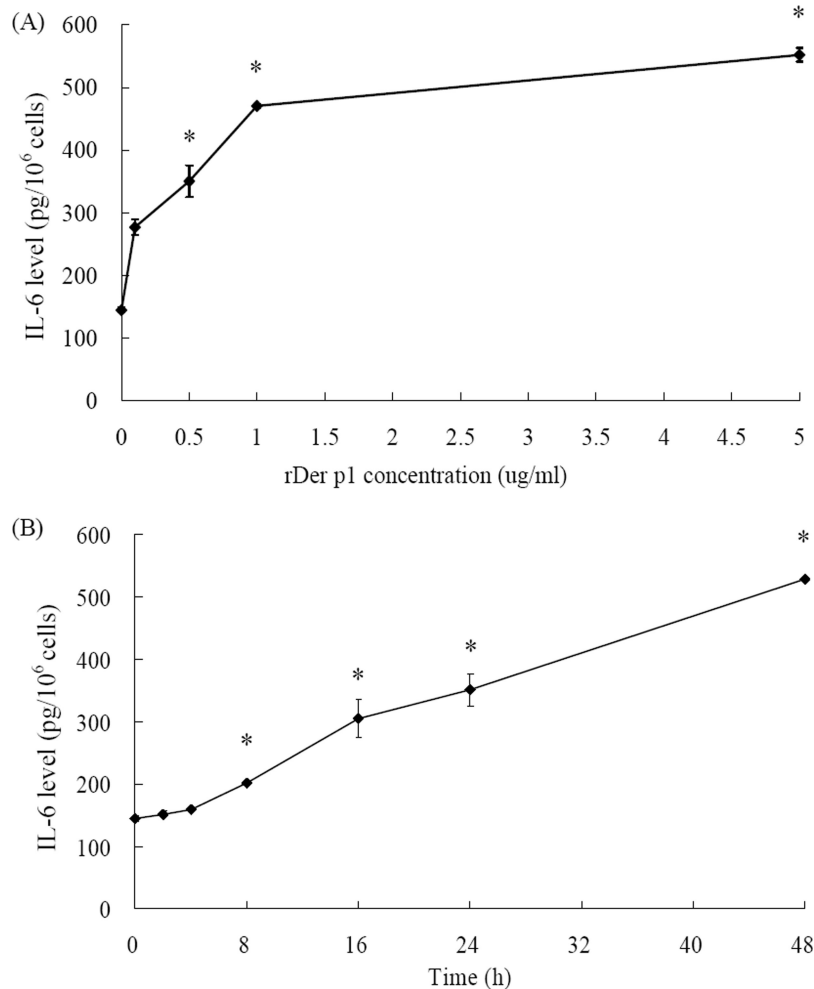 (A)
600
*
500
*
400
*
300
200
100
0
IL-6 level (pg/10⁶ cells)
0 0.5 1 1.5 2 2.5 3 3.5 4 4.5 5
rDer p1 concentration (ug/ml)
(B)
600
*
500
400
*
*
300
*
200
100
0
IL-6 level (pg/10⁶ cells)
0 8 16 24 32 40 48
Time (h)